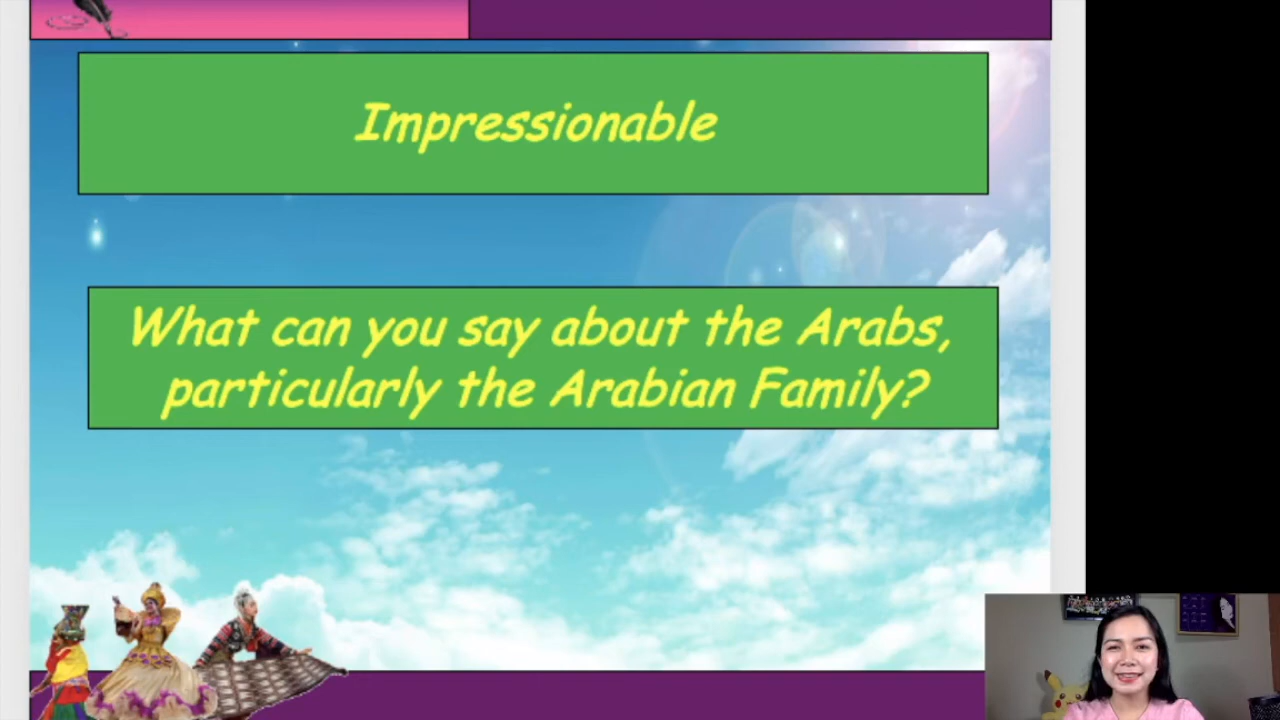 Impressionable
What can you say about the Arabs,
particularly the Arabian Family?